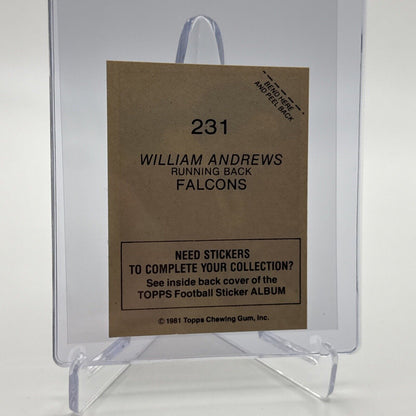 BEND HERE
AND PEEL BACK
231
WILLIAM ANDREWS
RUNNING BACK
FALCONS
NEED STICKERS
TO COMPLETE YOUR COLLECTION?
See inside back cover of the
TOPPS Football Sticker ALBUM
© 1981 Topps Chewing Gum, Inc.